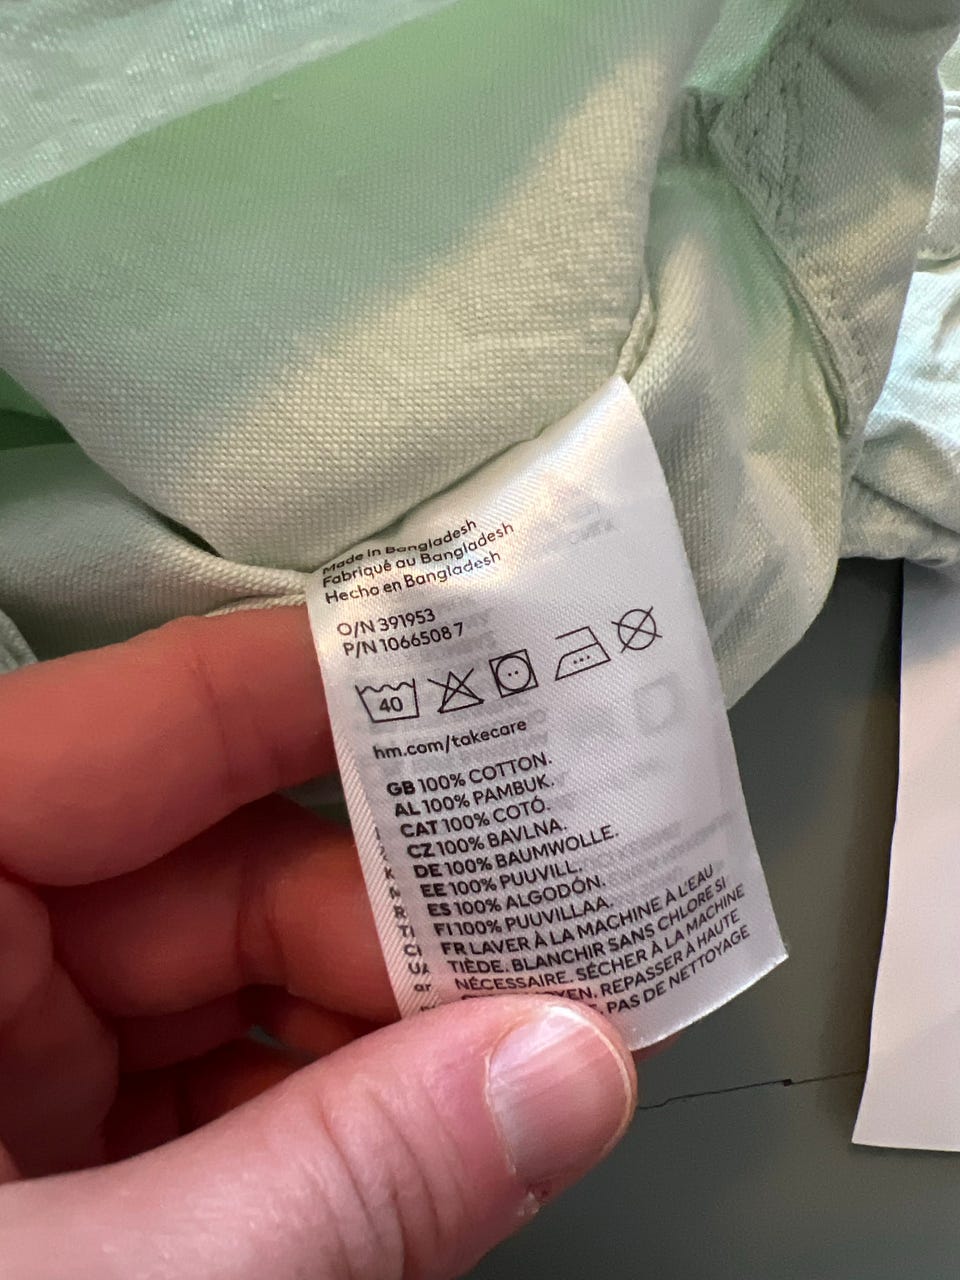 Made in Bangladesh
Fabriqué au Bangladesh
Hecho en Bangladesh
O/N 391953
P/N 10665087
40
hm.com/takecare
GB 100% COTTON.
AL 100% PAMBUK.
CAT 100% COTÓ.
CZ 100% BAVLNA.
DE 100% BAUMWOLLE.
EE 100% PUUVILL.
ES 100% ALGODÓN.
FI 100% PUUVILLAA.
FR LAVER À LA MACHINE À L'EAU
TIÈDE. BLANCHIR SANS CHLORE SI
NÉCESSAIRE. SÉCHER À LA MACHINE
REPASSER À HAUTE
PAS DE NETTOYAGE